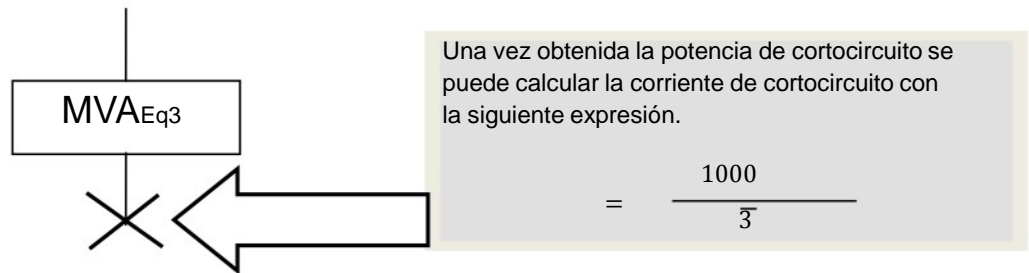 MVAEq3
Una vez obtenida la potencia de cortocircuito se
puede calcular la corriente de cortocircuito con
la siguiente expresión.
1000
=
3